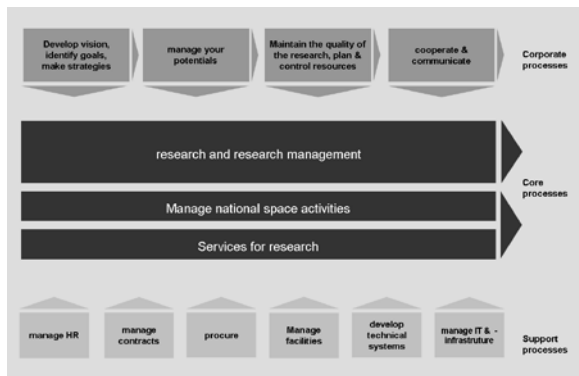 Develop vision,
identify goals,
make strategies
manage your
potentials
Maintain the quality of
the research, plan &
control resources
cooperate &
communicate
Corporate
processes
research and research management
Manage national space activities
Services for research
Core
processes
manage HR
manage
contracts
procure
Manage
facilities
develop
technical
systems
manage IT & -
infrastruture
Support
processes